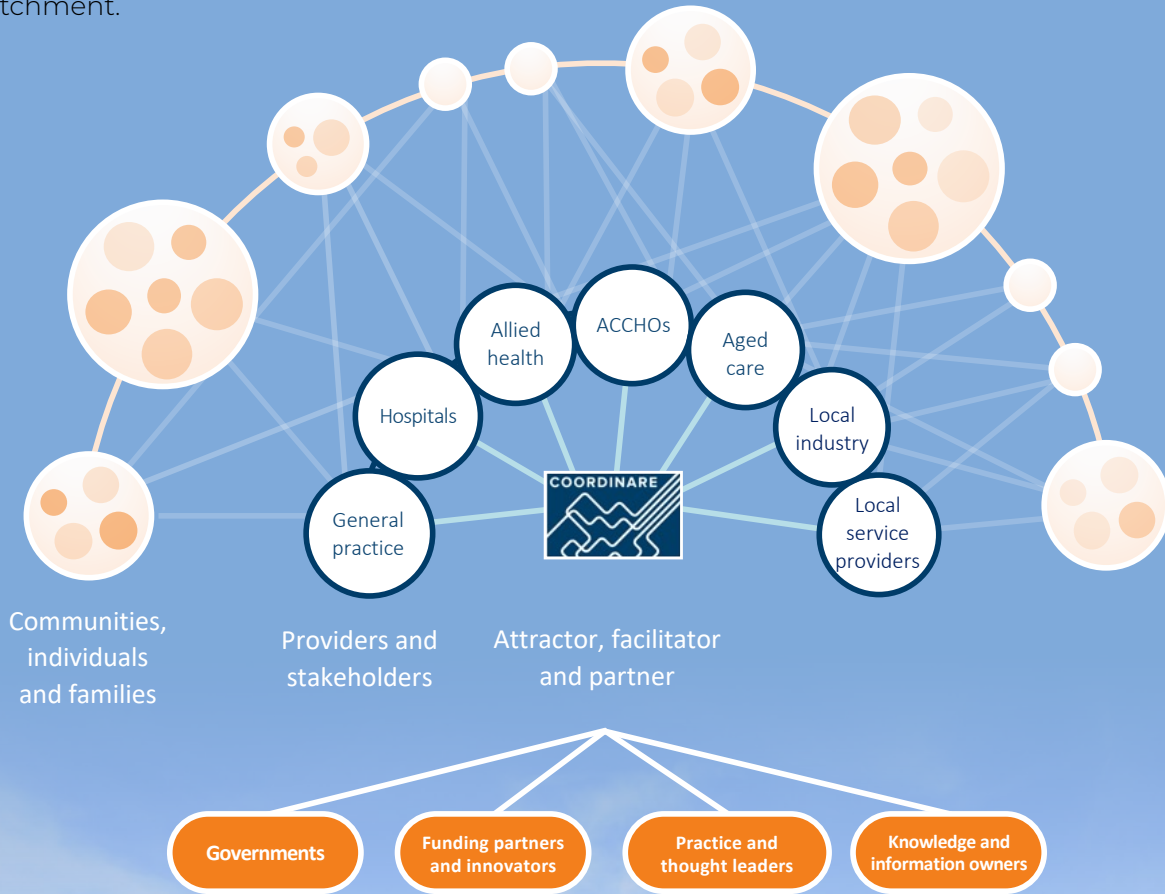 Allied
health
ACCHOs
Aged
care
Hospitals
Local
industry
COORDINARE
General
practice
Local
service
providers
Communities,
individuals
and families
Providers and
stakeholders
Attractor, facilitator
and partner
Governments
Funding partners
and innovators
Practice and
thought leaders
Knowledge and
information owners